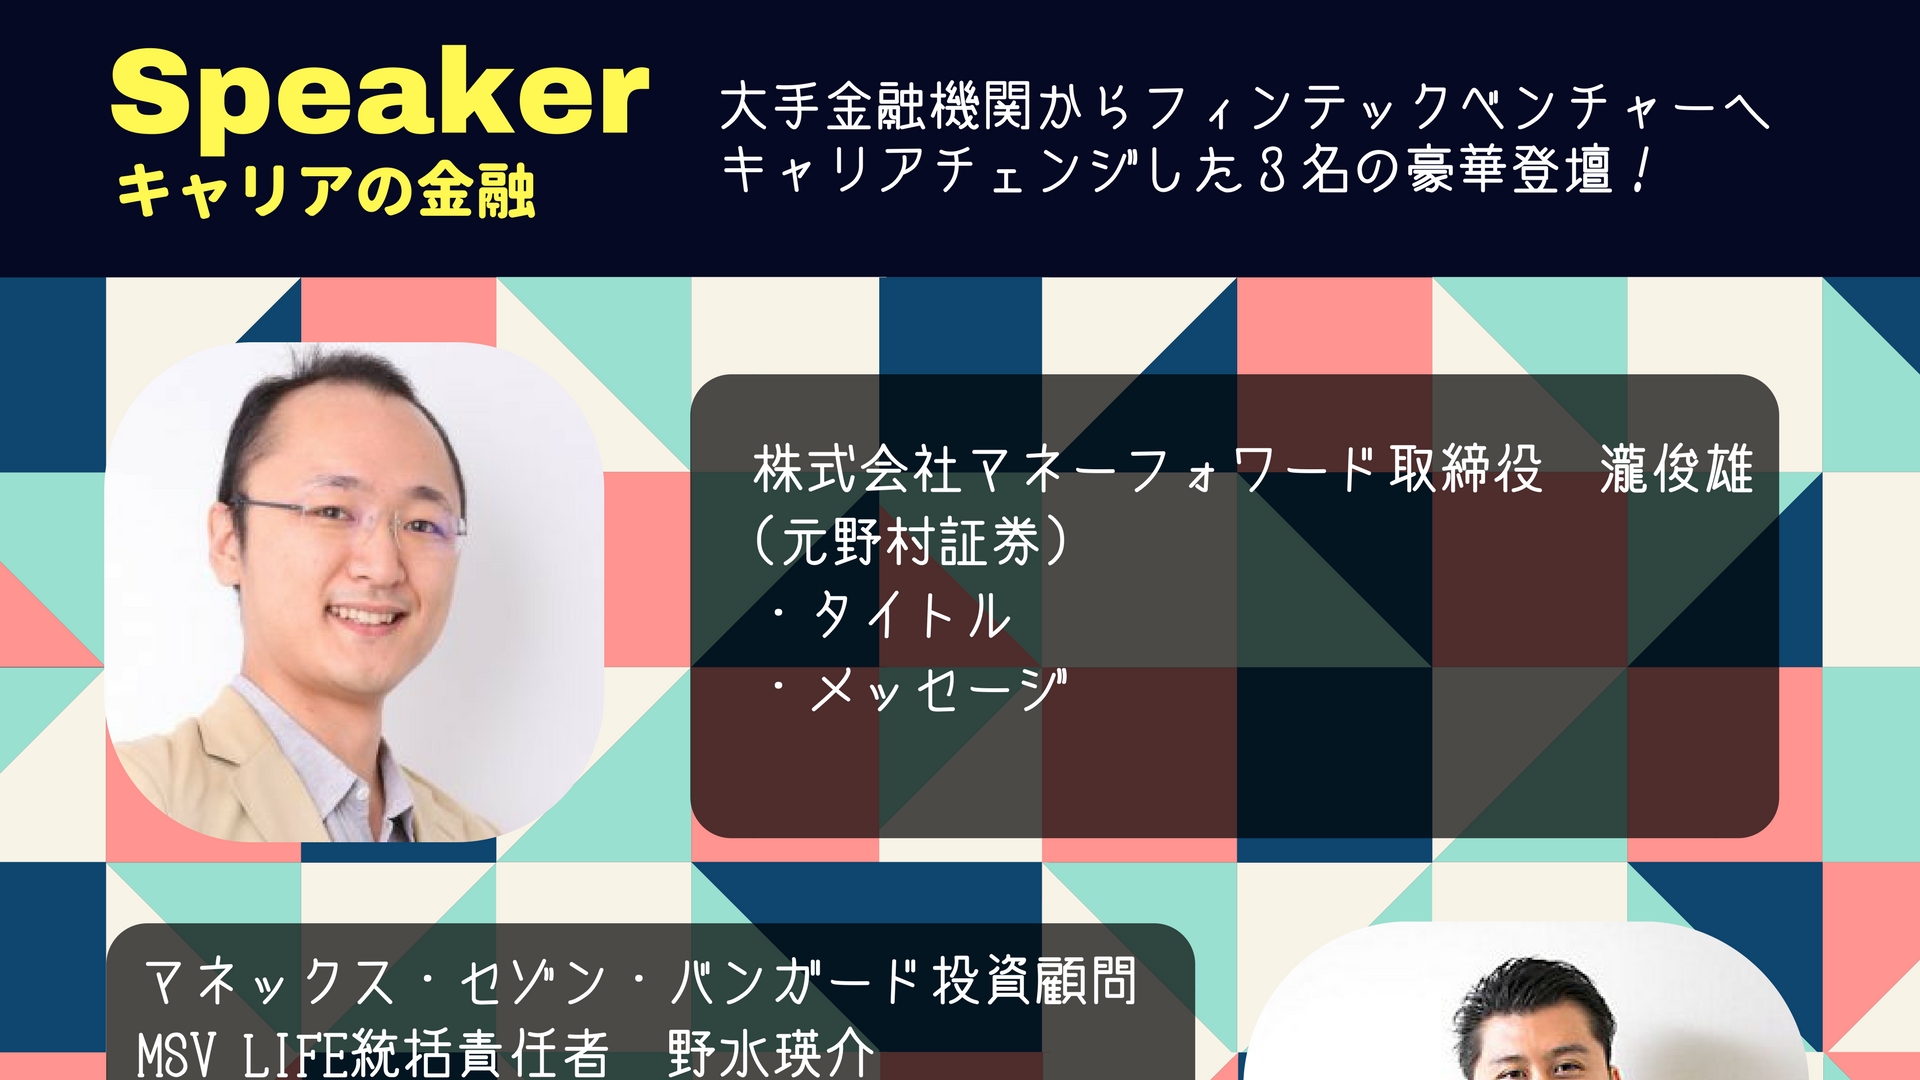 Speaker
キャリアの金融
大手金融機関からフィンテックベンチャーへ
キャリアチェンジした3名の豪華登壇！
株式会社マネーフォワード取締役　瀧俊雄
（元野村証券）
・タイトル
・メッセージ
マネックス・セゾン・バンガード投資顧問
MSV LIFE統括責任者　野水瑛介